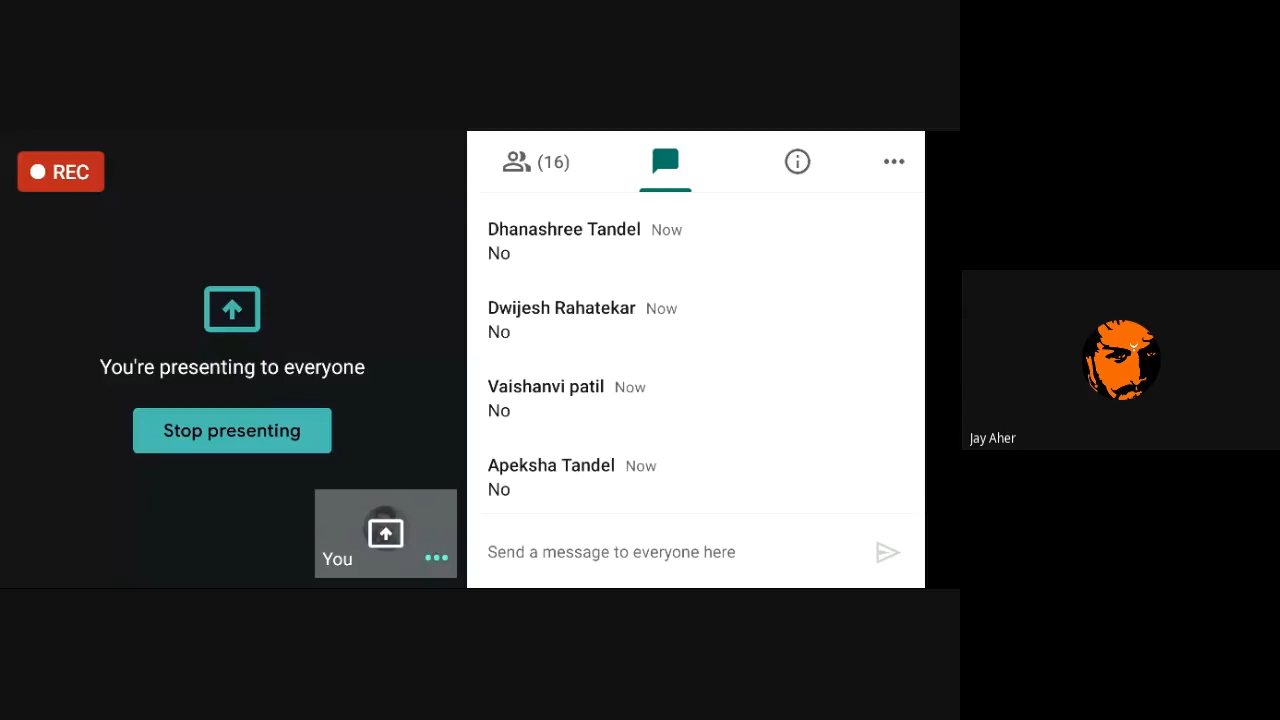 REC
You're presenting to everyone
Stop presenting
You
(16)
Dhanashree Tandel Now
No
Dwijesh Rahatekar Now
No
Vaishanvi patil Now
No
Apeksha Tandel Now
No
Send a message to everyone here
Jay Aher